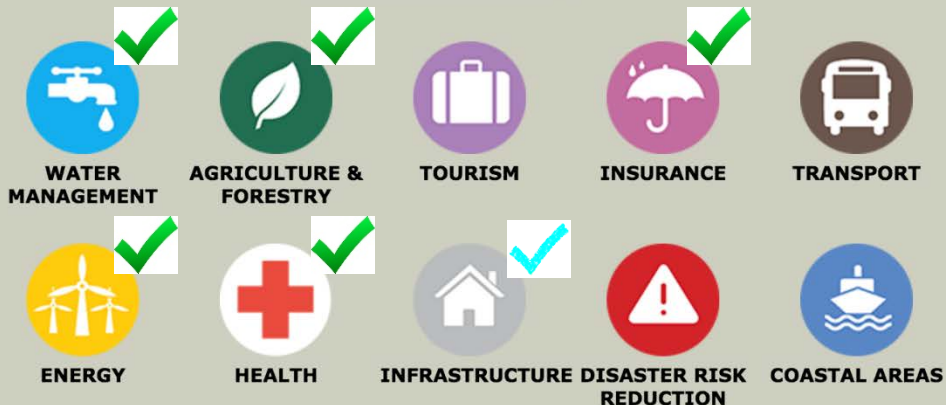 WATER
MANAGEMENT
AGRICULTURE &
FORESTRY
TOURISM
INSURANCE
TRANSPORT
ENERGY
HEALTH
INFRASTRUCTURE
DISASTER RISK
REDUCTION
COASTAL AREAS